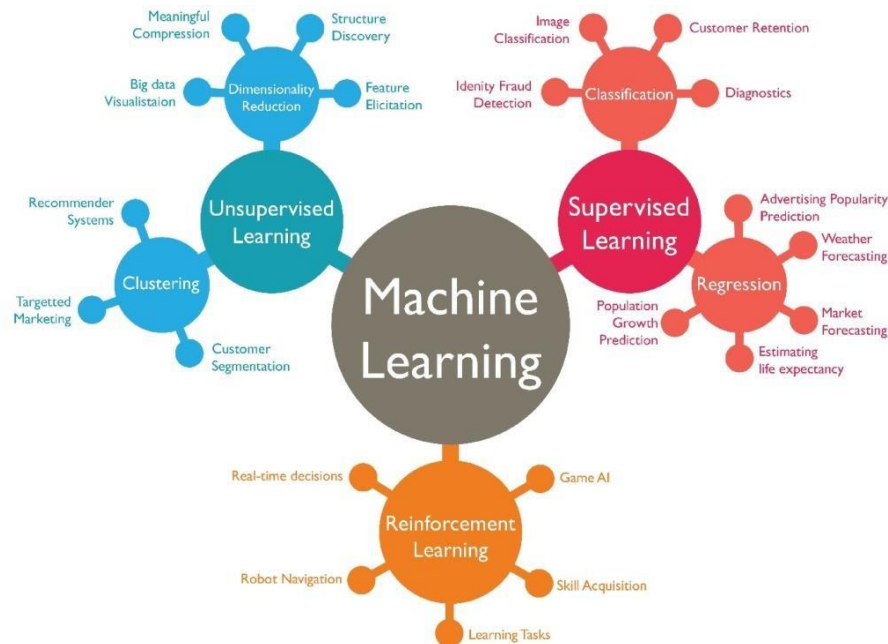 Meaningful
Compression
Structure
Discovery
Big data
Visualistaion
Dimensionality
Reduction
Feature
Elicitation
Unsupervised
Learning
Recommender
Systems
Clustering
Targetted
Marketing
Customer
Segmentation
Image
Classification
Customer Retention
Idenity Fraud
Detection
Classification
Diagnostics
Supervised
Learning
Advertising Popularity
Prediction
Weather
Forecasting
Regression
Population
Growth
Prediction
Market
Forecasting
Estimating
life expectancy
Machine
Learning
Real-time decisions
Game AI
Reinforcement
Learning
Robot Navigation
Skill Acquisition
Learning Tasks